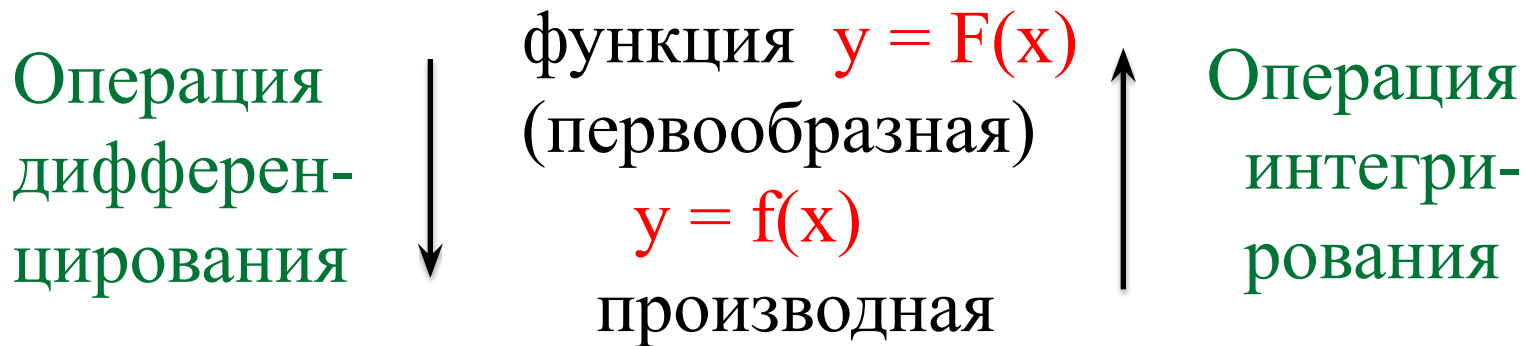 Операция
дифферен-
цирования
функция y = F(x)
(первообразная)
y = f(x)
производная
Операция
интегри-
рования